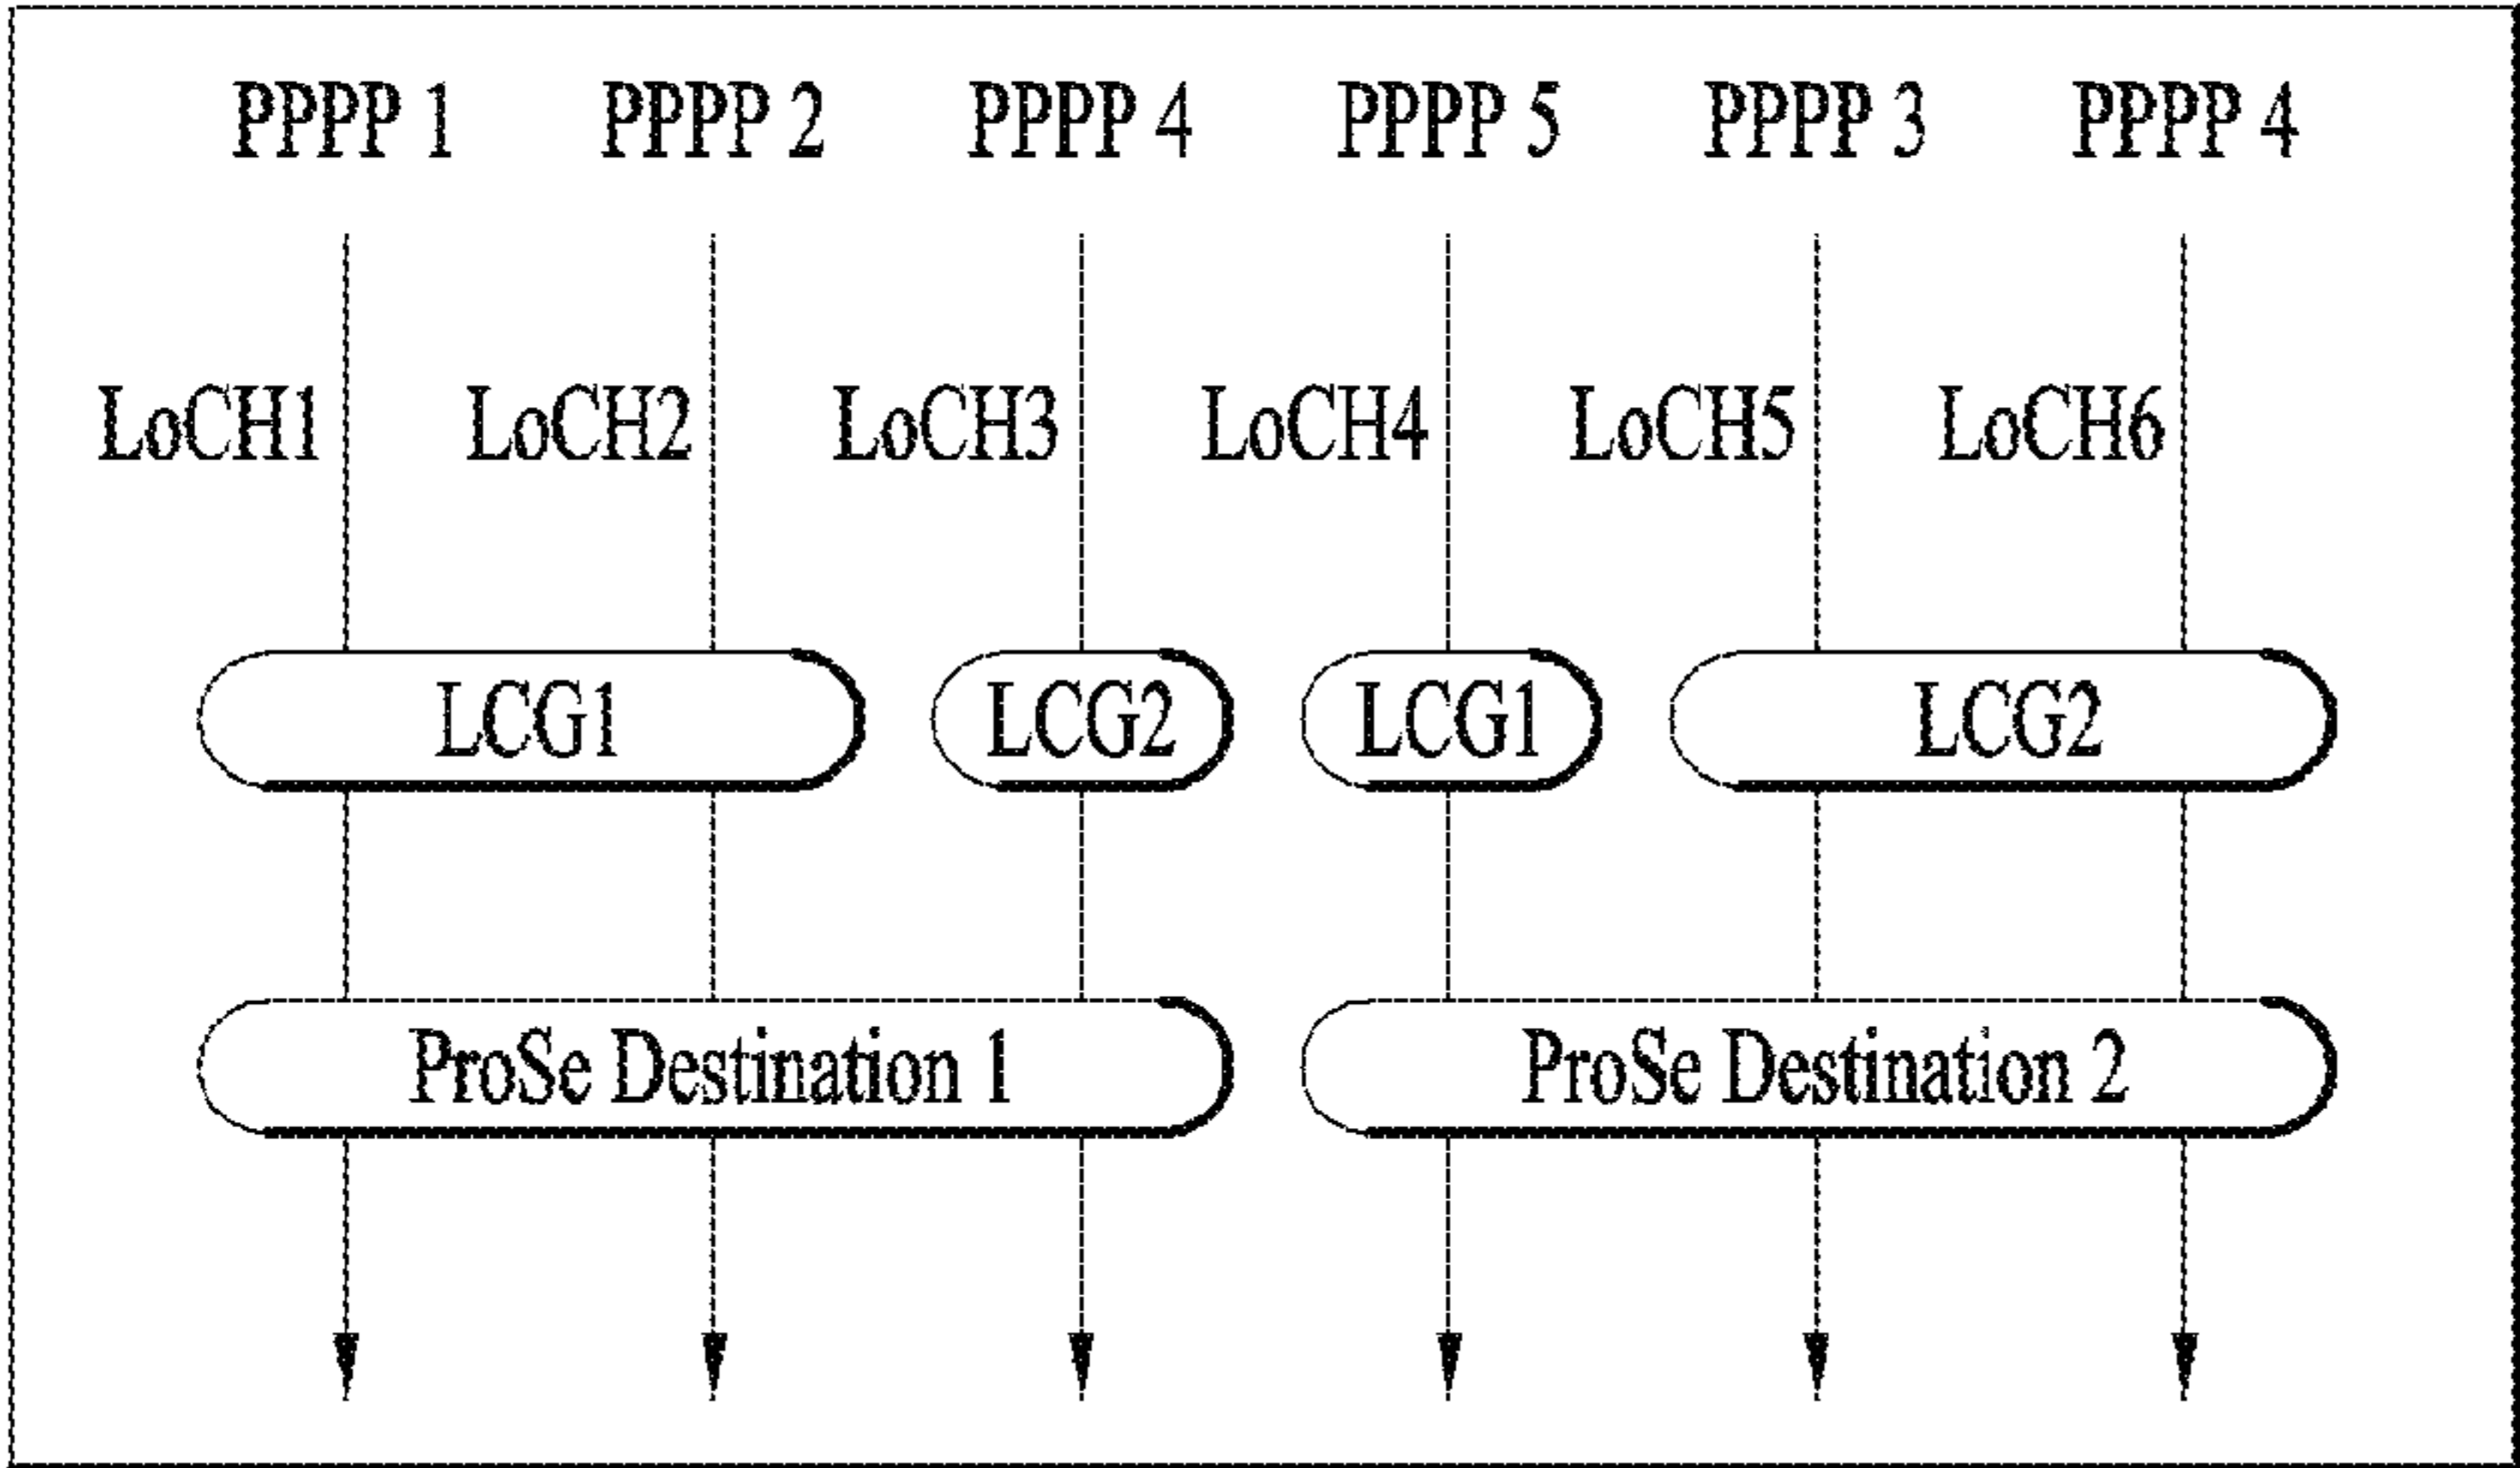 PPPP 1 PPPP 2 PPPP 4 PPPP 5 PPPP 3 PPPP 4
LoCH1 LoCH2 LoCH3 LoCH4 LoCH5 LoCH6
LCG1 LCG2 LCG1 LCG2
ProSe Destination 1 ProSe Destination 2